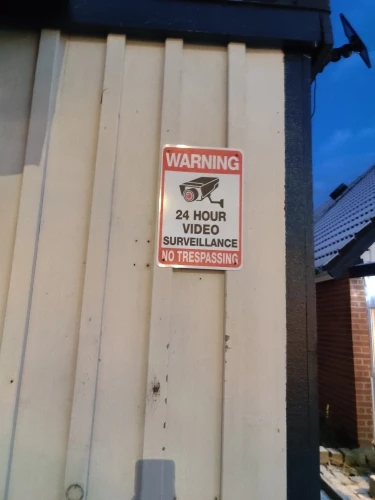 WARNING
24 HOUR
VIDEO
SURVEILLANCE
NO TRESPASSING